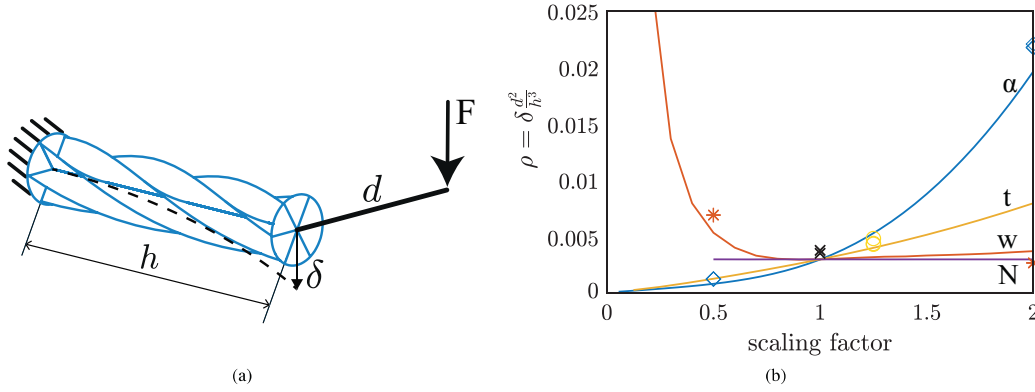 F
d
h
δ
(a)
ρ = δ d²/h³
0.025
0.02
0.015
0.01
0.005
0
α
t
w
N
0 0.5 1 1.5 2
scaling factor
(b)